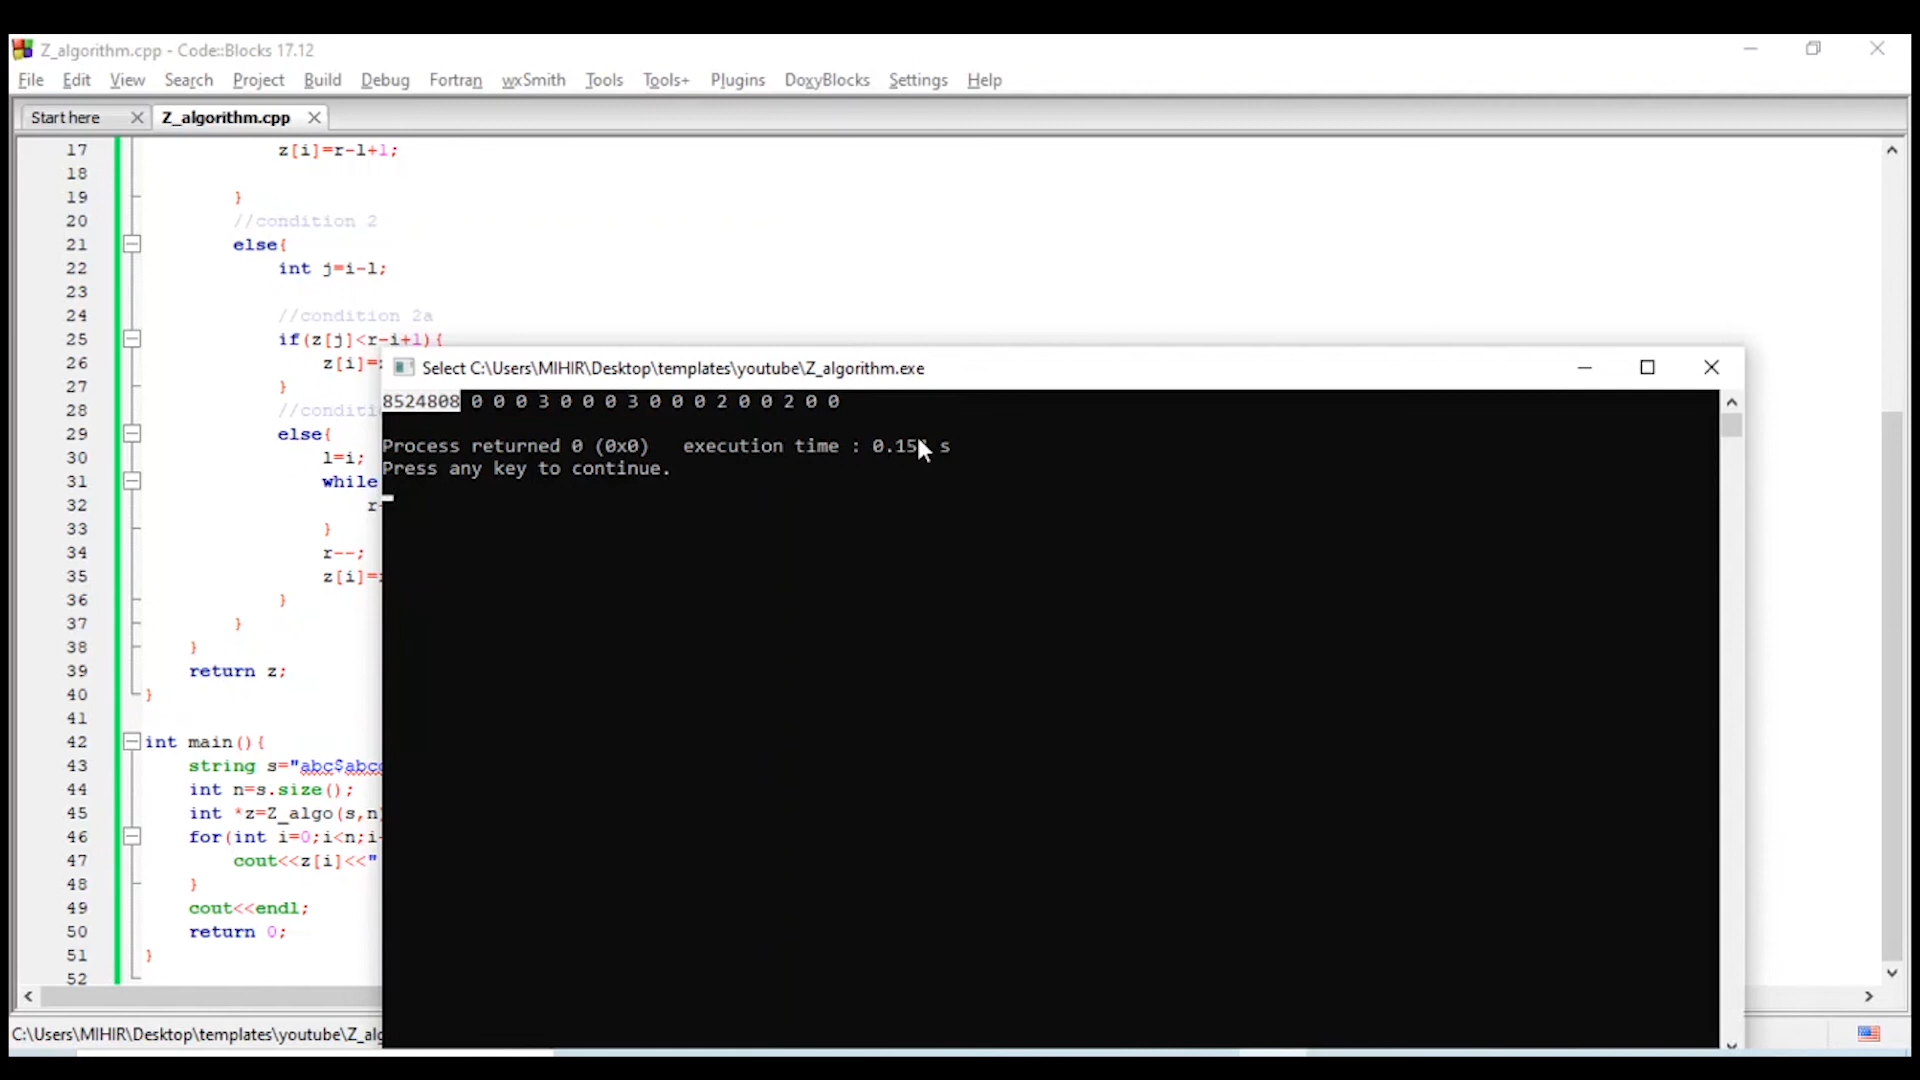 Z_algorithm.cpp - Code::Blocks 17.12
File Edit View Search Project Build Debug Fortran wxSmith Tools Tools+ Plugins DoxyBlocks Settings Help
Start here Z_algorithm.cpp
17 z[i]=r-l+1;
18
19 }
20 //condition 2
21 else{
22 int j=i-l;
23
24 //condition 2a
25 if(z[j]<r-i+1){
26 z[i]=
27 }
28 //conditi
29 else{
30 l=i;
31 while
32 r-
33 }
34 r--;
35 z[i]=
36 }
37 }
38 }
39 return z;
40 }
41
42 int main(){
43 string s="abc$abc
44 int n=s.size();
45 int *z=Z_algo(s,n)
46 for(int i=0;i<n;i
47 cout<<z[i]<<"
48 }
49 cout<<endl;
50 return 0;
51 }
52
Select C:\Users\MIHIR\Desktop\templates\youtube\Z_algorithm.exe
8524808 0 0 0 3 0 0 0 3 0 0 0 2 0 0 2 0 0
Process returned 0 (0x0) execution time : 0.15 s
Press any key to continue.
C:\Users\MIHIR\Desktop\templates\youtube\Z_alg